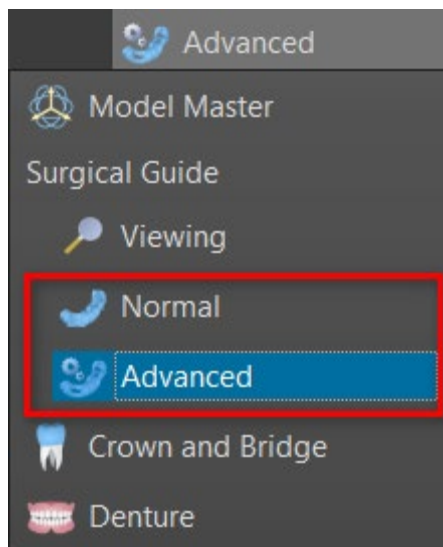 Advanced
Model Master
Surgical Guide
Viewing
Normal
Advanced
Crown and Bridge
Denture